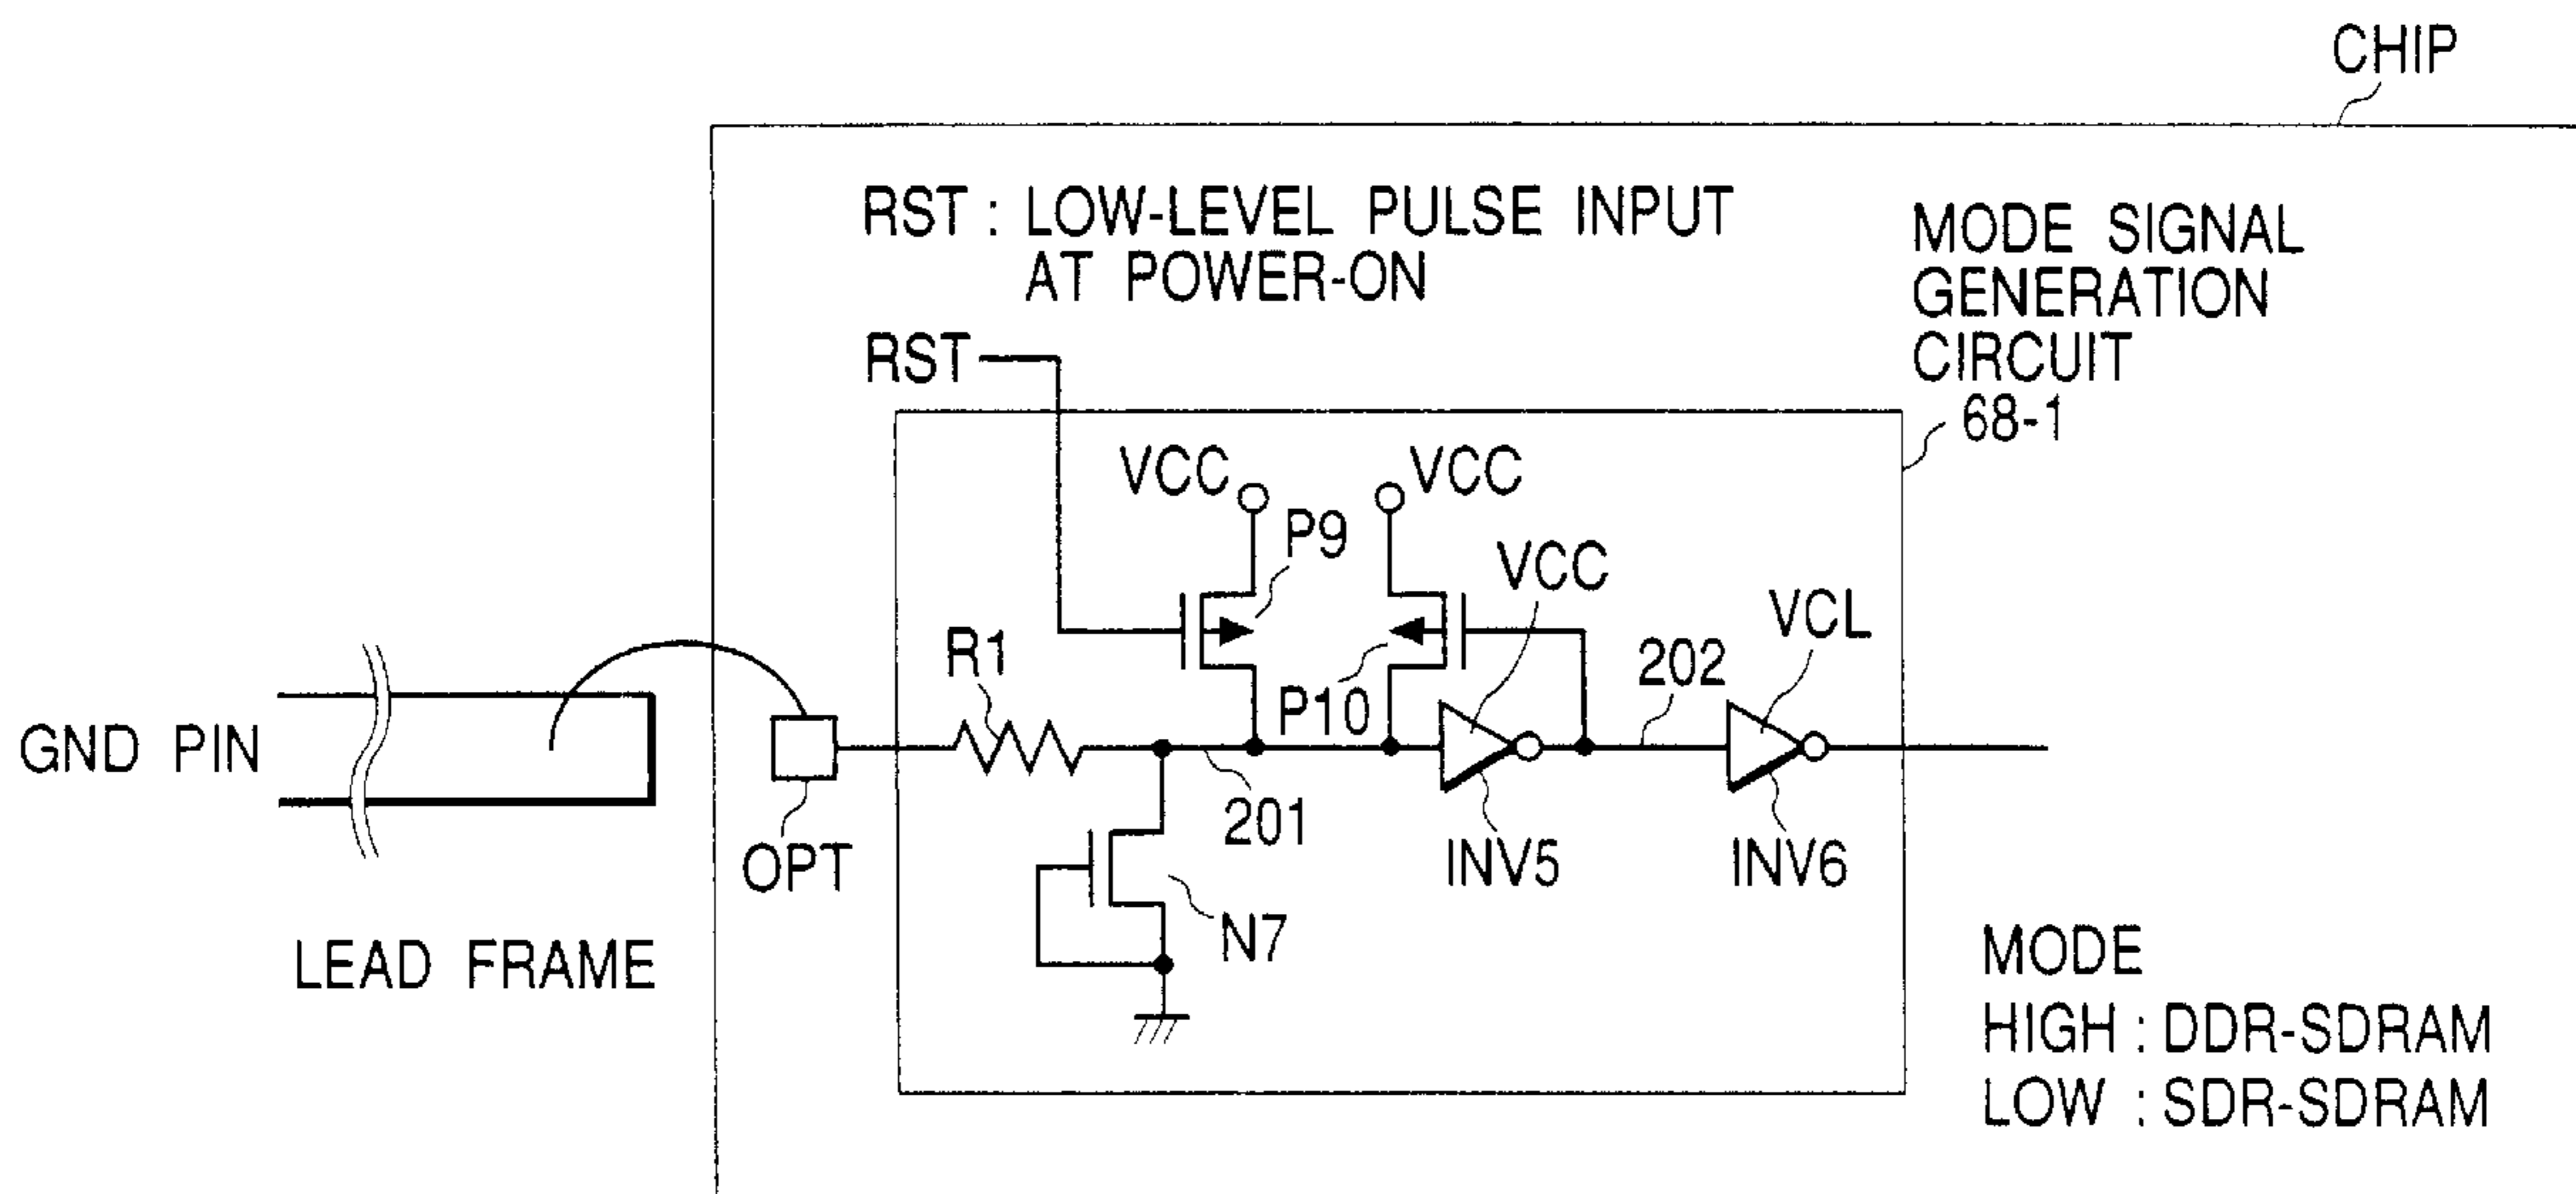 CHIP
RST : LOW-LEVEL PULSE INPUT
AT POWER-ON
MODE SIGNAL
GENERATION
CIRCUIT
68-1
RST
VCC
VCC
P9
VCC
VCL
R1
P10
202
GND PIN
201
OPT
INV5
INV6
N7
LEAD FRAME
MODE
HIGH : DDR-SDRAM
LOW : SDR-SDRAM